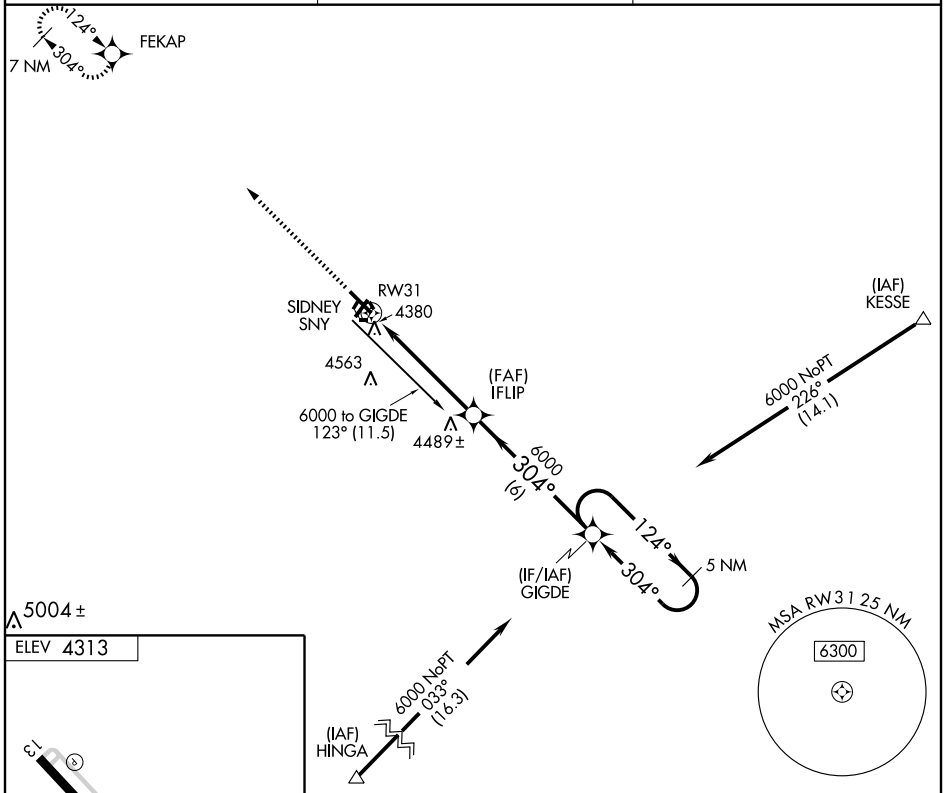 124°
FEKAP
304°
7 NM
(IAF)
KESSE
RW31
SIDNEY
SNY
4380
4563
(FAF)
IFLIP
6000 NoPT
226°
(14.1)
6000 to GIGDE
123° (11.5)
4489±
6000
304°
(6)
124°
304°
5 NM
(IF/IAF)
GIGDE
5004±
MSA RW31 25 NM
6300
ELEV 4313
6000 NoPT
033°
(16.3)
(IAF)
HINGA
13
P